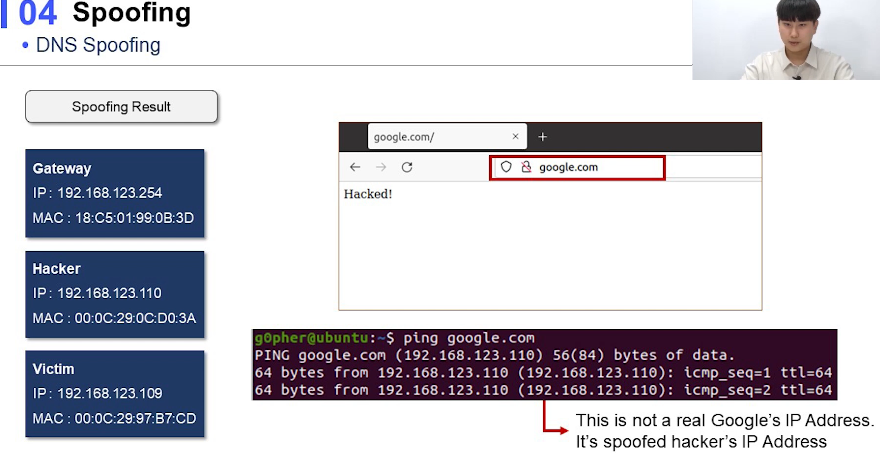 04 Spoofing
• DNS Spoofing
Spoofing Result
Gateway
IP : 192.168.123.254
MAC : 18:C5:01:99:0B:3D
Hacker
IP : 192.168.123.110
MAC : 00:0C:29:0C:D0:3A
Victim
IP : 192.168.123.109
MAC : 00:0C:29:97:B7:CD
google.com/
google.com
Hacked!
g0pher@ubuntu:~$ ping google.com
PING google.com (192.168.123.110) 56(84) bytes of data.
64 bytes from 192.168.123.110 (192.168.123.110): icmp_seq=1 ttl=64
64 bytes from 192.168.123.110 (192.168.123.110): icmp_seq=2 ttl=64
This is not a real Google's IP Address.
It's spoofed hacker's IP Address